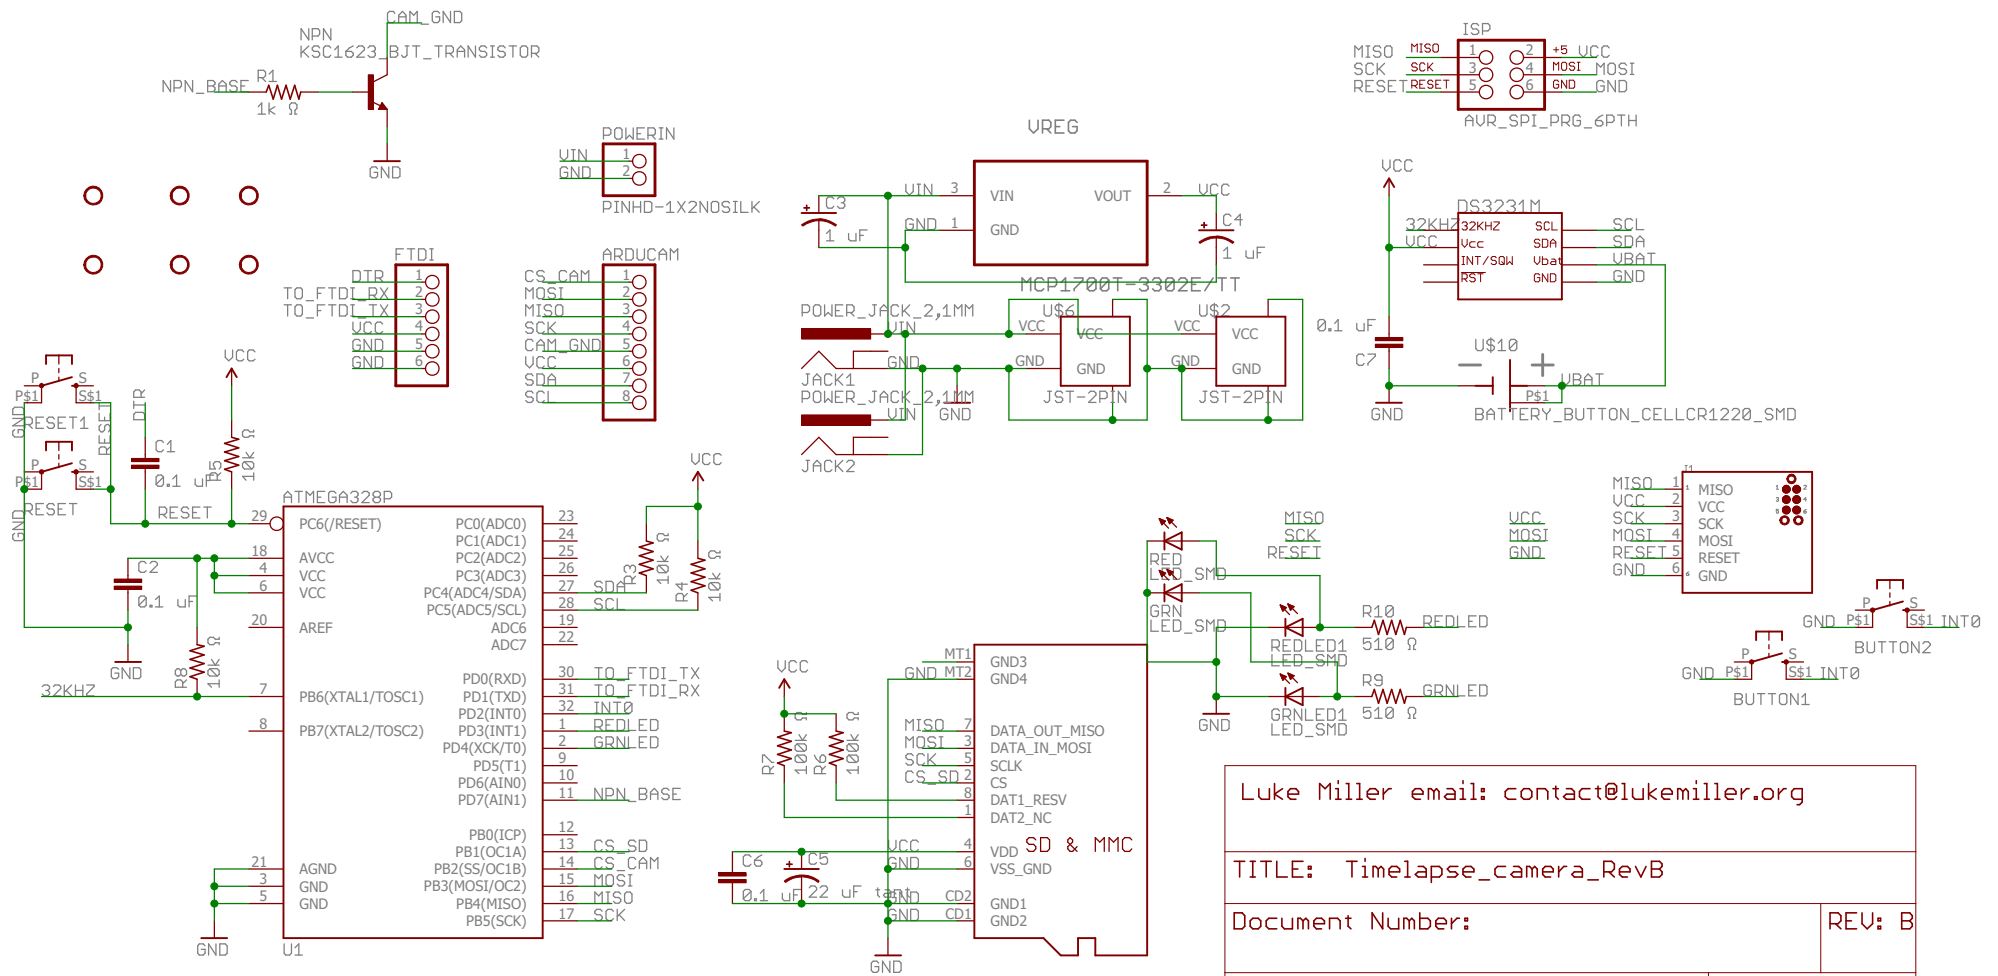 CAM_GND
NPN
KSC1623_BJT_TRANSISTOR
NPN_BASE
R1
1k Ω
GND
POWERIN
VIN 1
GND 2
PINHD-1X2NOSILK
FTDI
DTR 1
TO_FTDI_RX 2
TO_FTDI_TX 3
VCC 4
GND 5
GND 6
ARDUCAM
CS_CAM 1
MOSI 2
MISO 3
SCK 4
CAM_GND 5
VCC 6
SDA 7
SCL 8
VREG
C3
1 uF
VIN 3 VIN VOUT 2 VCC
GND 1 GND
C4
1 uF
MCP1700T-3302E/TT
POWER_JACK_2,1MM
VIN
GND
JACK1
POWER_JACK_2,1MM
VIN
JACK2
GND
U$6
VCC VCC
GND GND
JST-2PIN
U$2
VCC VCC
GND GND
JST-2PIN
ISP
MISO MISO 1 2 +5 VCC
SCK SCK 3 4 MOSI MOSI
RESET RESET 5 6 GND GND
AVR_SPI_PRG_6PTH
VCC
DS3231M
32KHZ 32KHZ SCL SCL
VCC Vcc SDA SDA
INT/SQW Vbat VBAT
RST GND GND
0.1 uF
C7
GND
U$10
− +
VBAT
P$1
BATTERY_BUTTON_CELLCR1220_SMD
P S
P$1 S$1
GND
RESET1
RESET
P S
P$1 S$1
GND
RESET
DTR
C1
0.1 uF
VCC
R5
10k Ω
RESET
ATMEGA328P
29 PC6(/RESET)
18 AVCC
4 VCC
6 VCC
20 AREF
7 PB6(XTAL1/TOSC1)
8 PB7(XTAL2/TOSC2)
21 AGND
3 GND
5 GND
PC0(ADC0) 23
PC1(ADC1) 24
PC2(ADC2) 25
PC3(ADC3) 26
PC4(ADC4/SDA) 27 SDA
PC5(ADC5/SCL) 28 SCL
ADC6 19
ADC7 22
PD0(RXD) 30 TO_FTDI_TX
PD1(TXD) 31 TO_FTDI_RX
PD2(INT0) 32 INT0
PD3(INT1) 1 REDLED
PD4(XCK/T0) 2 GRNLED
PD5(T1) 9
PD6(AIN0) 10
PD7(AIN1) 11 NPN_BASE
PB0(ICP) 12
PB1(OC1A) 13 CS_SD
PB2(SS/OC1B) 14 CS_CAM
PB3(MOSI/OC2) 15 MOSI
PB4(MISO) 16 MISO
PB5(SCK) 17 SCK
U1
C2
0.1 uF
GND
R8
10k Ω
32KHZ
GND
VCC
R3
10k Ω
R4
10k Ω
VCC
R7
100k Ω
R6
100k Ω
MT1 GND3
GND MT2 GND4
MISO 7 DATA_OUT_MISO
MOSI 3 DATA_IN_MOSI
SCK 5 SCLK
CS_SD 2 CS
8 DAT1_RESV
1 DAT2_NC
VCC 4 VDD
GND 6 VSS_GND
GND CD2 GND1
GND CD1 GND2
SD & MMC
C6
0.1 uF
C5
22 uF tant
GND
RED
LED_SMD
GRN
LED_SMD
MISO
SCK
RESET
VCC
MOSI
GND
REDLED1
LED_SMD
R10
510 Ω
REDLED
GRNLED1
LED_SMD
R9
510 Ω
GRNLED
GND
J1
MISO 1 MISO
VCC 2 VCC
SCK 3 SCK
MOSI 4 MOSI
RESET 5 RESET
GND 6 GND
1 2
3 4
5 6
P S
GND P$1 S$1 INT0
BUTTON2
P S
GND P$1 S$1 INT0
BUTTON1
Luke Miller email: contact@lukemiller.org
TITLE: Timelapse_camera_RevB
Document Number:
REV: B